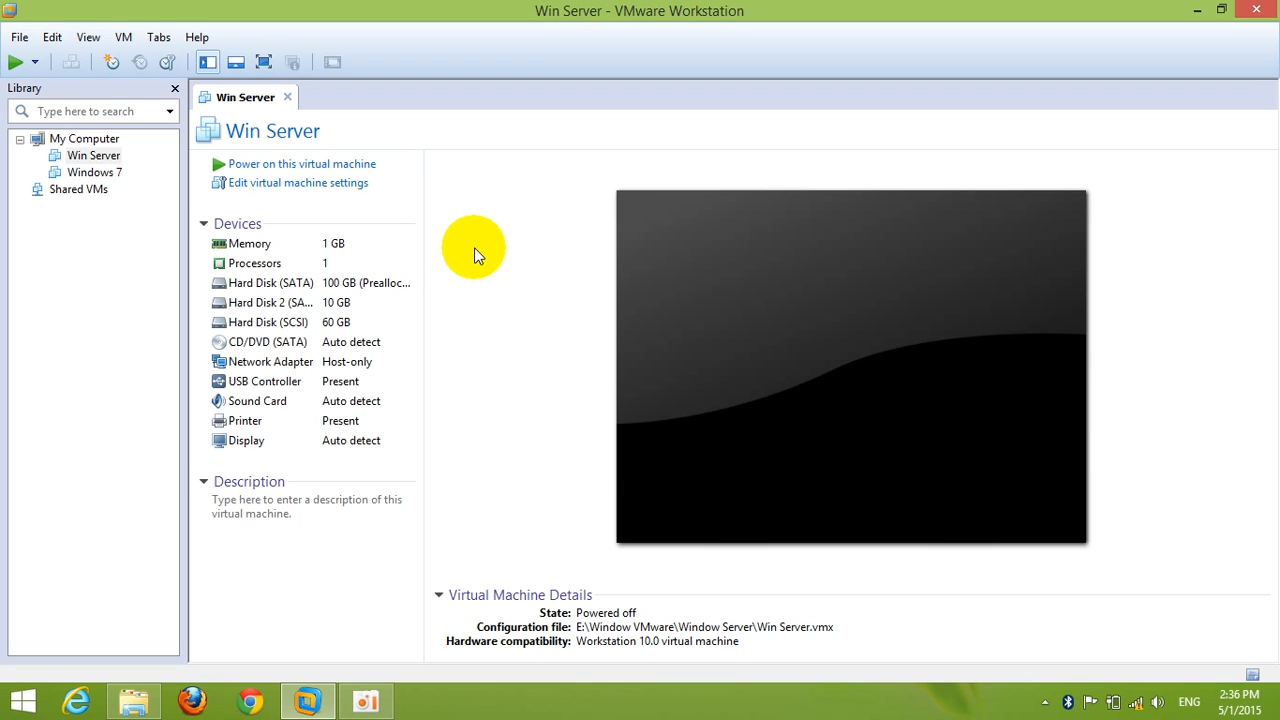 Win Server - VMware Workstation
File Edit View VM Tabs Help
Library
Type here to search
My Computer
Win Server
Windows 7
Shared VMs
Win Server
Win Server
Power on this virtual machine
Edit virtual machine settings
Devices
Memory 1 GB
Processors 1
Hard Disk (SATA) 100 GB (Prealloc...
Hard Disk 2 (SA... 10 GB
Hard Disk (SCSI) 60 GB
CD/DVD (SATA) Auto detect
Network Adapter Host-only
USB Controller Present
Sound Card Auto detect
Printer Present
Display Auto detect
Description
Type here to enter a description of this
virtual machine.
Virtual Machine Details
State: Powered off
Configuration file: E:\Window VMware\Window Server\Win Server.vmx
Hardware compatibility: Workstation 10.0 virtual machine
ENG
2:36 PM
5/1/2015